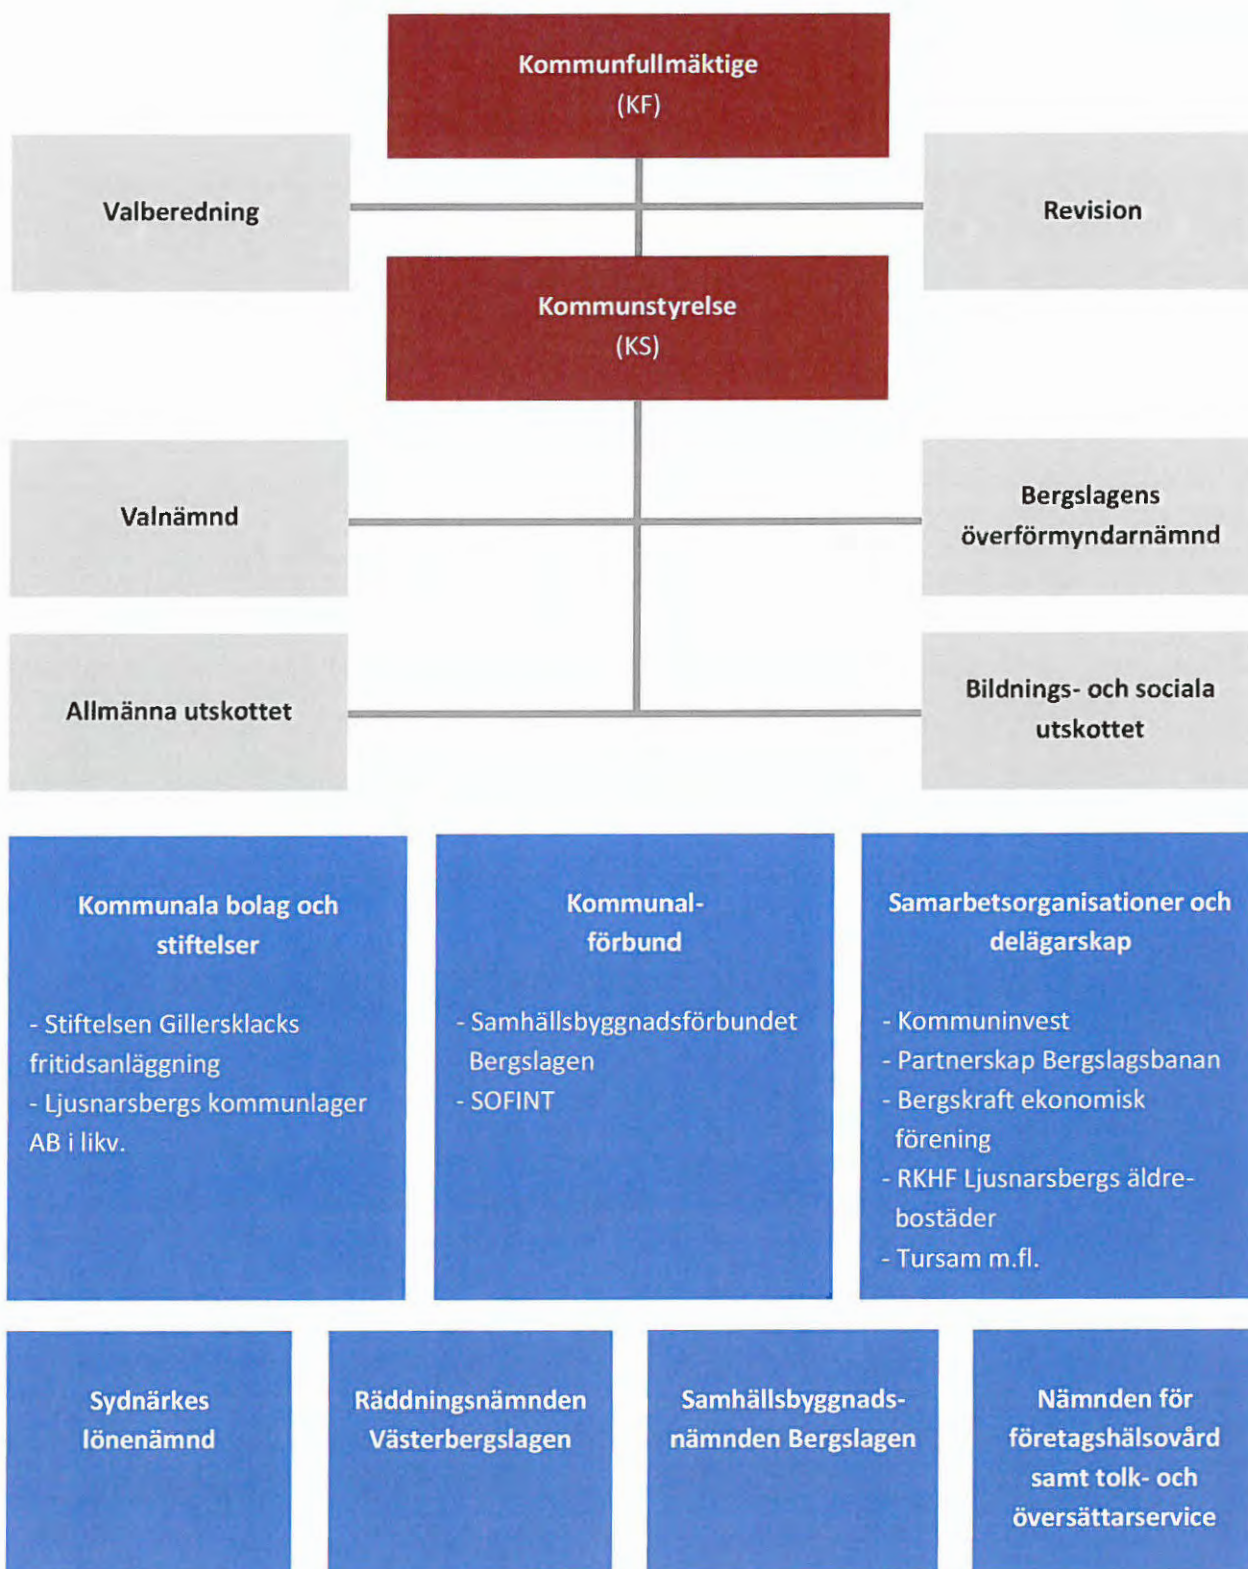 Kommunfullmäktige
(KF)
Valberedning
Revision
Kommunstyrelse
(KS)
Valnämnd
Bergslagens
överförmyndarnämnd
Allmänna utskottet
Bildnings- och sociala
utskottet
Kommunala bolag och
stiftelser
- Stiftelsen Gillersklacks
fritidsanläggning
- Ljusnarsbergs kommunlager
AB i likv.
Kommunal-
förbund
- Samhällsbyggnadsförbundet
Bergslagen
- SOFINT
Samarbetsorganisationer och
delägarskap
- Kommuninvest
- Partnerskap Bergslagsbanan
- Bergskraft ekonomisk
förening
- RKHF Ljusnarsbergs äldre-
bostäder
- Tursam m.fl.
Sydnärkes
lönenämnd
Räddningsnämnden
Västerbergslagen
Samhällsbyggnads-
nämnden Bergslagen
Nämnden för
företagshälsovård
samt tolk- och
översättarservice